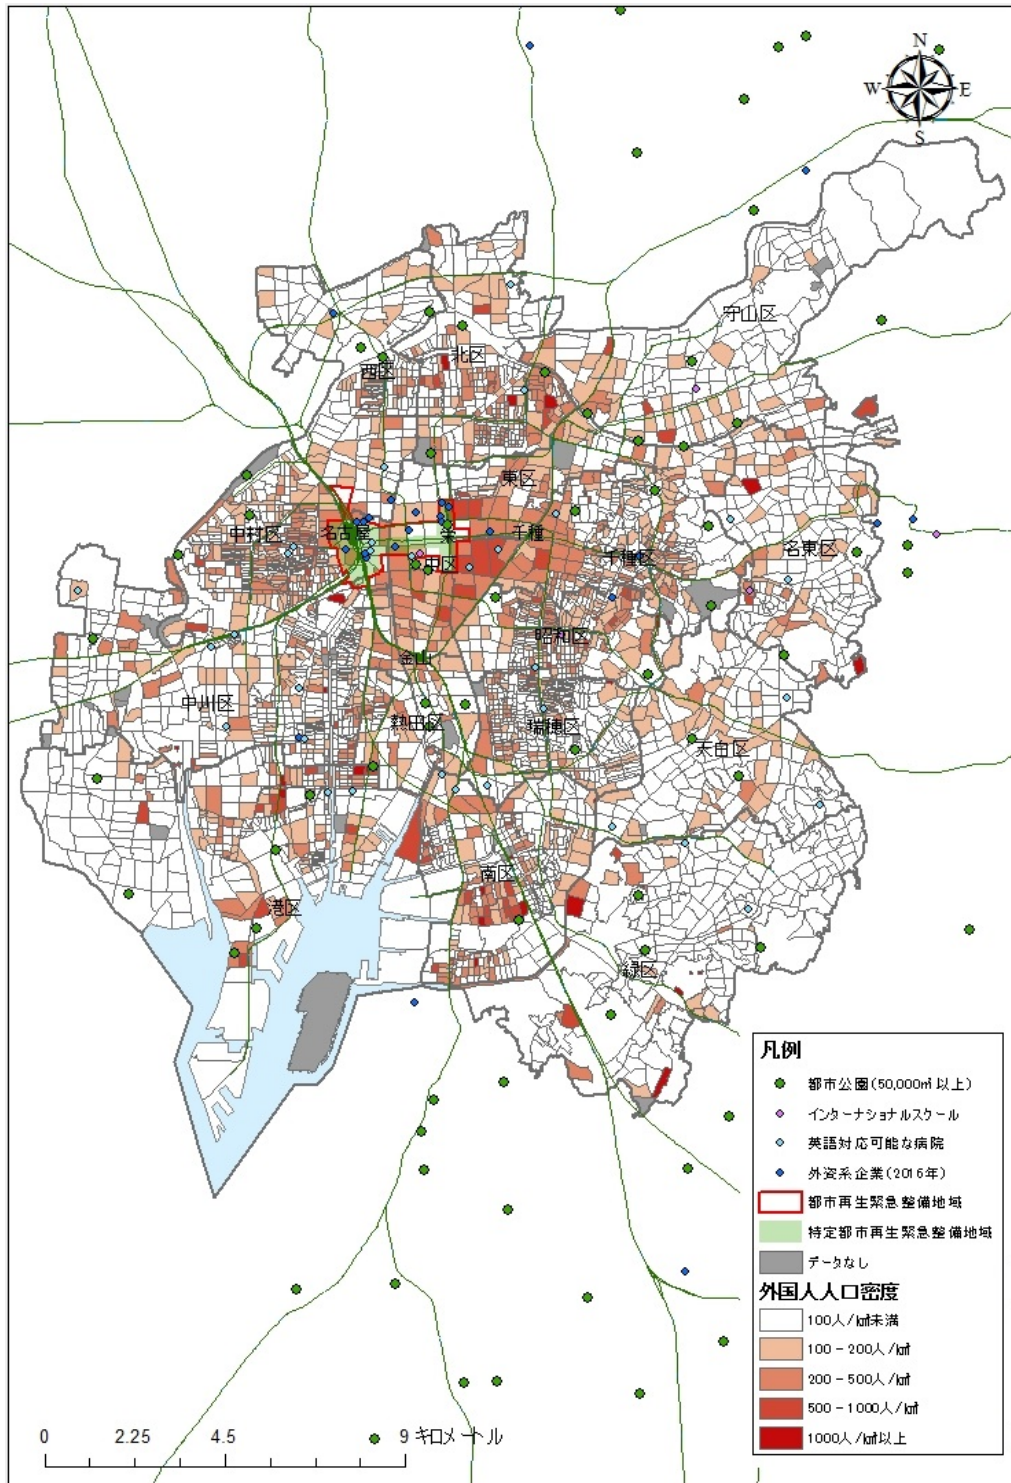 N
W E
S
守山区
北区
西区
東区
中村区
名古屋
栄
千種
中区
千種区
名東区
昭和区
金山
中川区
熱田区
瑞穂区
天白区
南区
港区
緑区
凡例
都市公園(50,000㎡以上)
インターナショナルスクール
英語対応可能な病院
外資系企業(2016年)
都市再生緊急整備地域
特定都市再生緊急整備地域
データなし
外国人人口密度
100人/k㎡未満
100 - 200人/k㎡
200 - 500人/k㎡
500 - 1000人/k㎡
1000人/k㎡以上
0 2.25 4.5 9 キロメートル